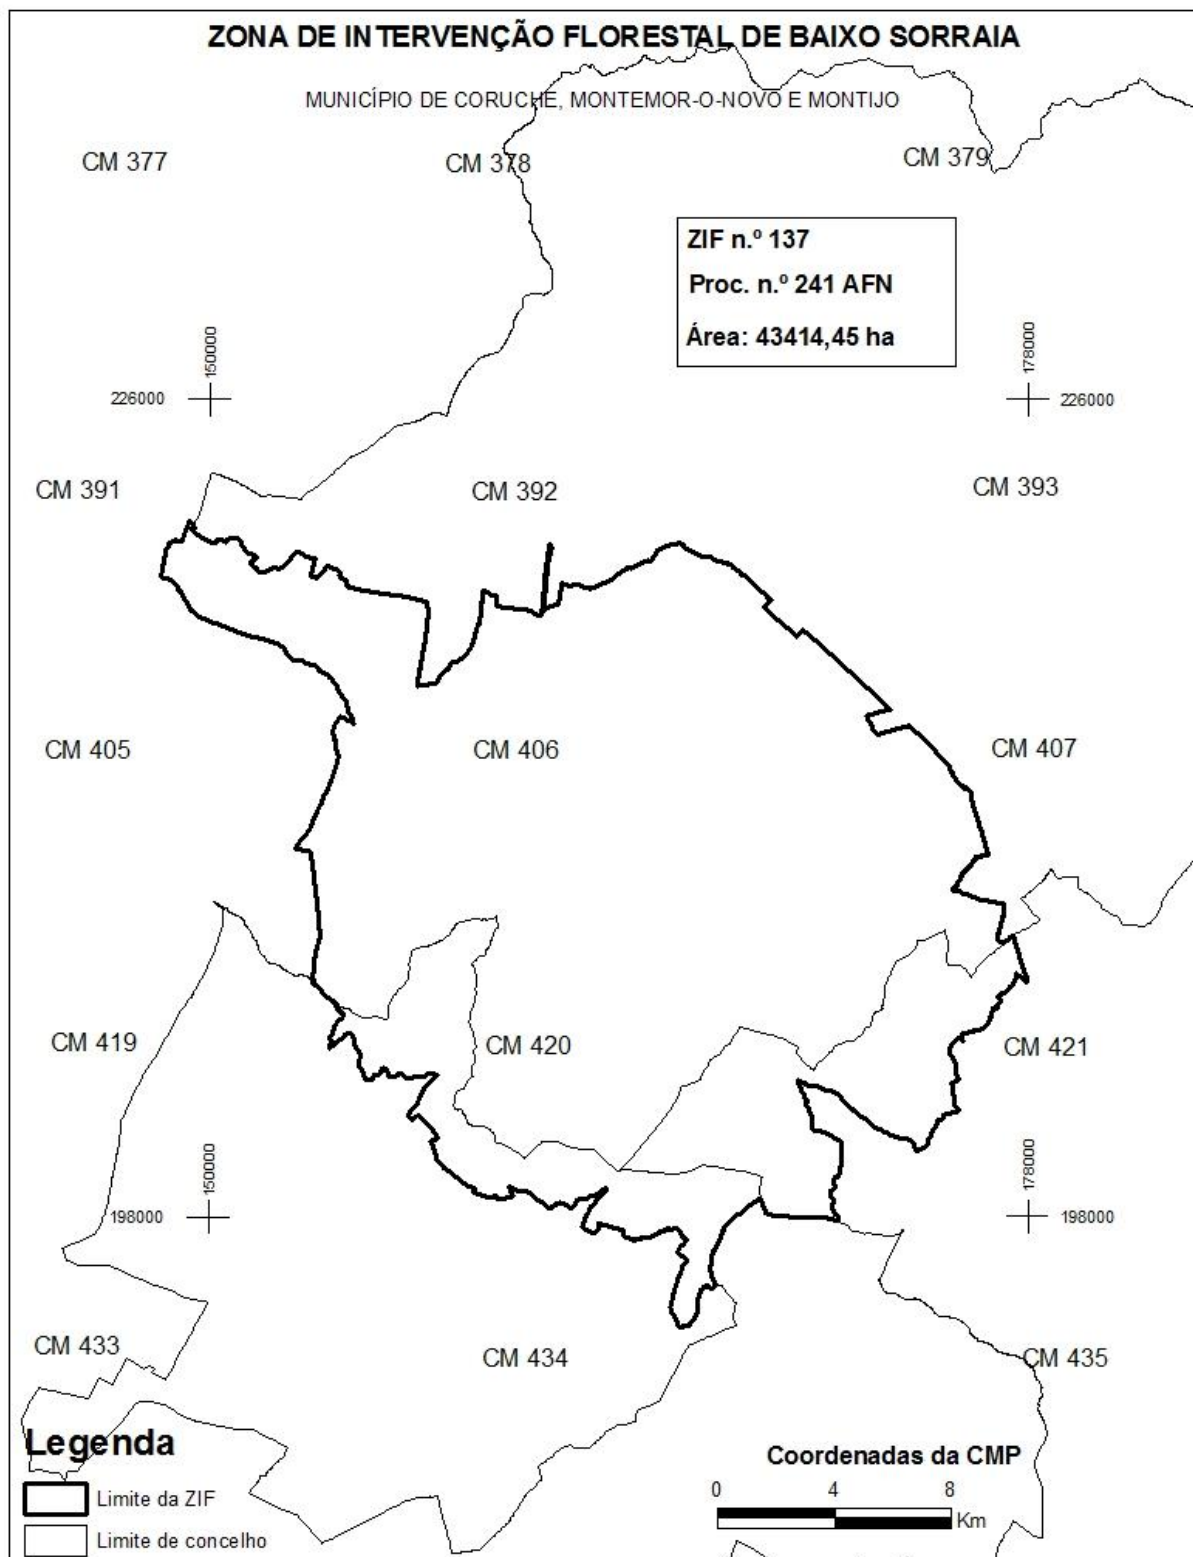 ZONA DE INTERVENÇÃO FLORESTAL DE BAIXO SORRAIA
MUNICÍPIO DE CORUCHE, MONTEMOR-O-NOVO E MONTIJO
CM 377
CM 378
CM 379
ZIF n.º 137
Proc. n.º 241 AFN
Área: 43414,45 ha
150000
178000
226000
226000
CM 391
CM 392
CM 393
CM 405
CM 406
CM 407
CM 419
CM 420
CM 421
150000
178000
198000
198000
CM 433
CM 434
CM 435
Legenda
Limite da ZIF
Limite de concelho
Coordenadas da CMP
0 4 8
Km